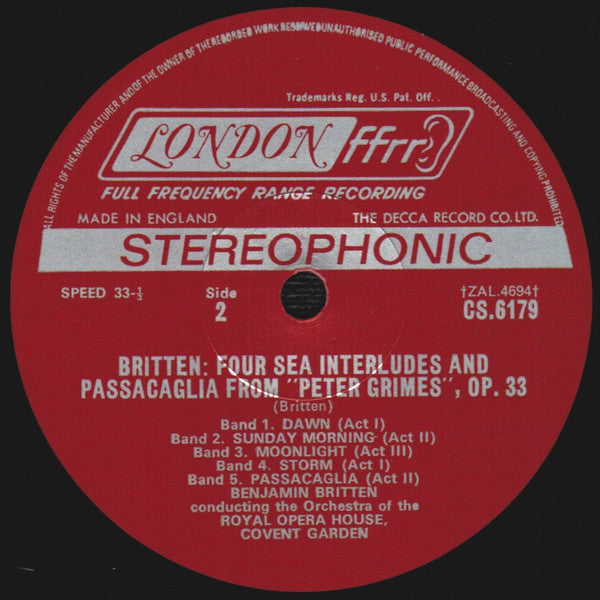 ALL RIGHTS OF THE MANUFACTURER AND OF THE OWNER OF THE RECORDED WORK RESERVED UNAUTHORISED PUBLIC PERFORMANCE BROADCASTING AND COPYING PROHIBITED
Trademarks Reg. U.S. Pat. Off..
LONDON ffrr
FULL FREQUENCY RANGE RECORDING
MADE IN ENGLAND THE DECCA RECORD CO. LTD.
STEREOPHONIC
SPEED 33-⅓ Side †ZAL.4694†
2 CS.6179
BRITTEN: FOUR SEA INTERLUDES AND
PASSACAGLIA FROM "PETER GRIMES", OP. 33
(Britten)
Band 1. DAWN (Act I)
Band 2. SUNDAY MORNING (Act II)
Band 3. MOONLIGHT (Act III)
Band 4. STORM (Act I)
Band 5. PASSACAGLIA (Act II)
BENJAMIN BRITTEN
conducting the Orchestra of the
ROYAL OPERA HOUSE,
COVENT GARDEN